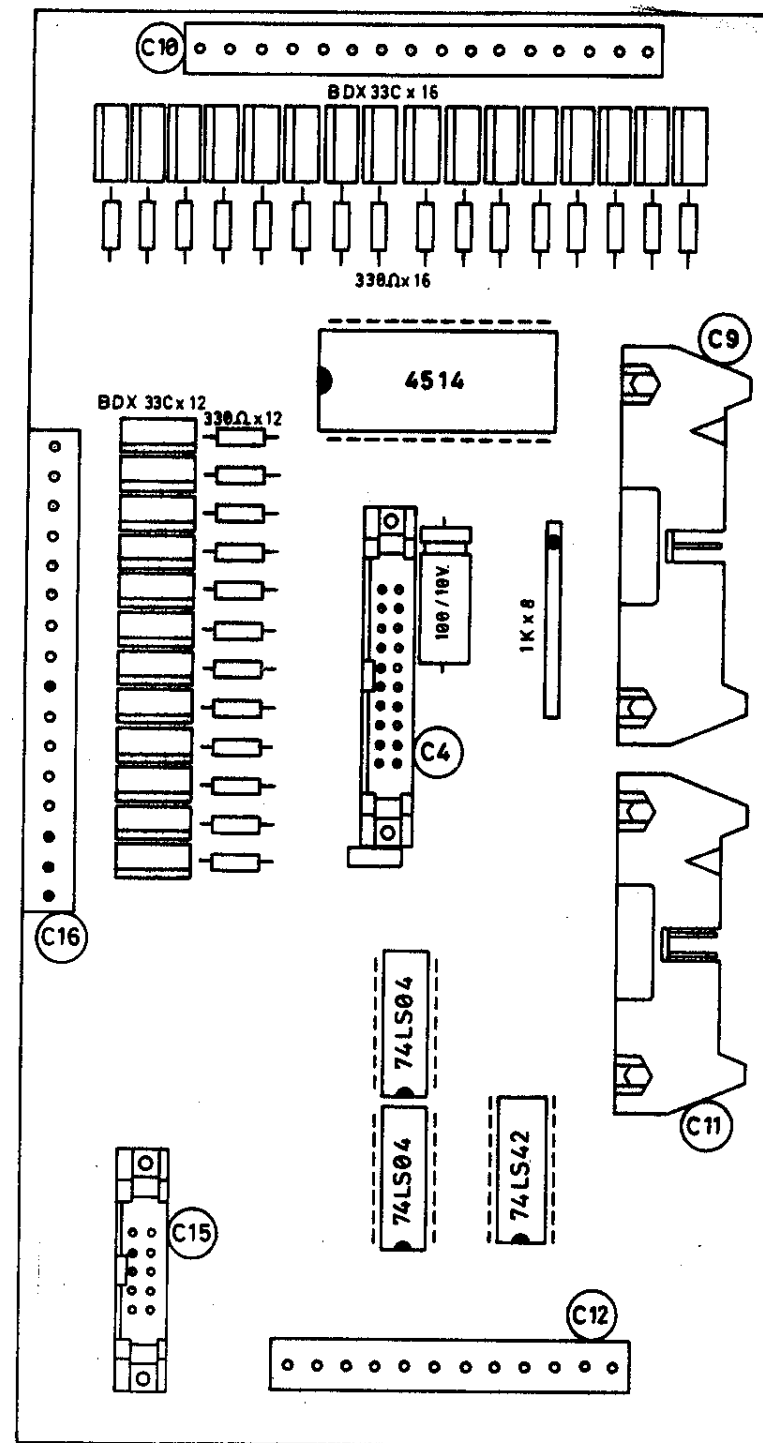 C10
BDX 33C x 16
330Ω x 16
C9
4514
BDX 33C x 12
330Ω x 12
100/10V.
1K x 8
C4
C16
74LS04
C11
74LS04
74LS42
C15
C12